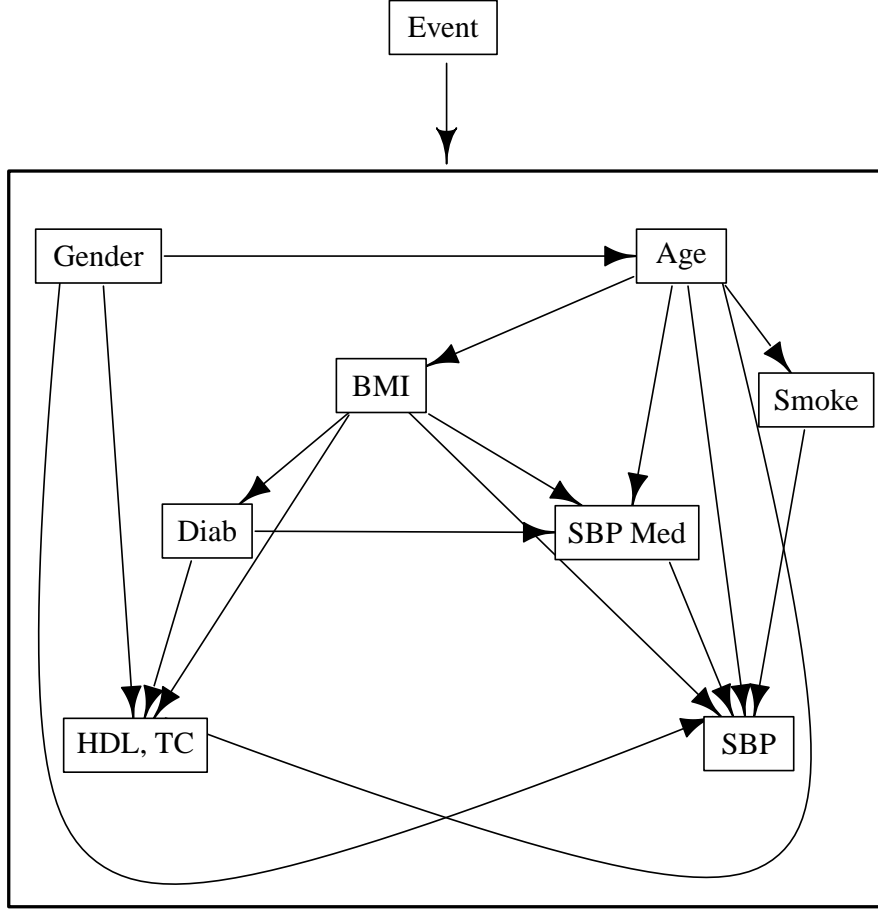 Event
Gender
Age
BMI
Smoke
Diab
SBP Med
HDL, TC
SBP